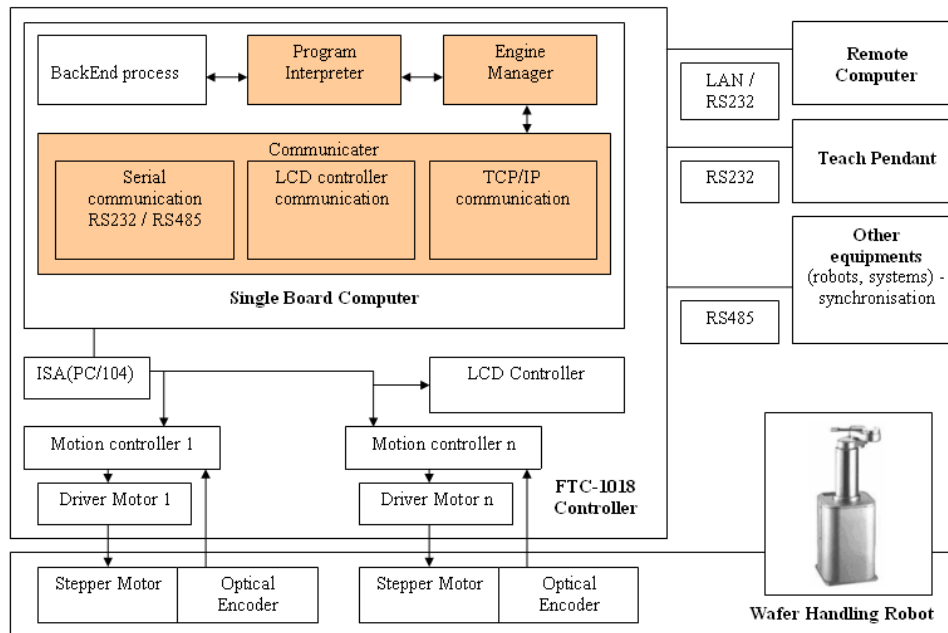 BackEnd process
Program
Interpreter
Engine
Manager
Communicater
Serial
communication
RS232 / RS485
LCD controller
communication
TCP/IP
communication
Single Board Computer
LAN /
RS232
Remote
Computer
RS232
Teach Pendant
RS485
Other
equipments
(robots, systems) -
synchronisation
ISA(PC/104)
LCD Controller
Motion controller 1
Motion controller n
Driver Motor 1
Driver Motor n
FTC-1018
Controller
Stepper Motor
Optical
Encoder
Stepper Motor
Optical
Encoder
Wafer Handling Robot